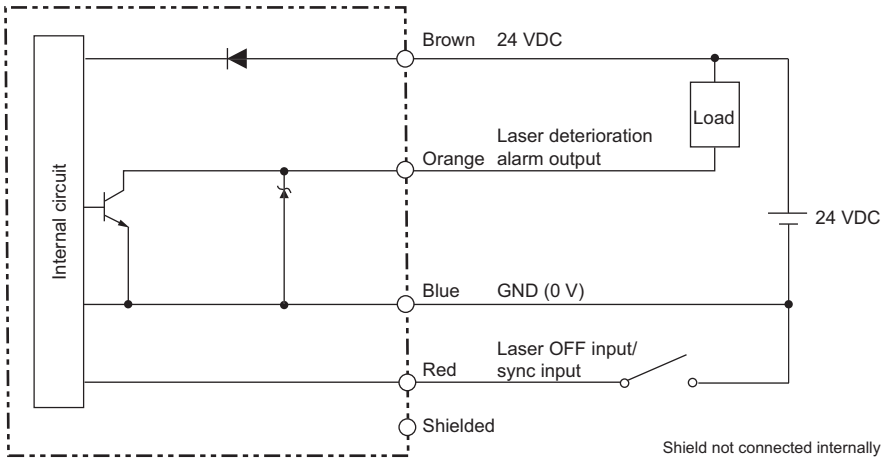 Brown 24 VDC
Load
Laser deterioration
Orange alarm output
Internal circuit
24 VDC
Blue GND (0 V)
Laser OFF input/
Red sync input
Shielded
Shield not connected internally